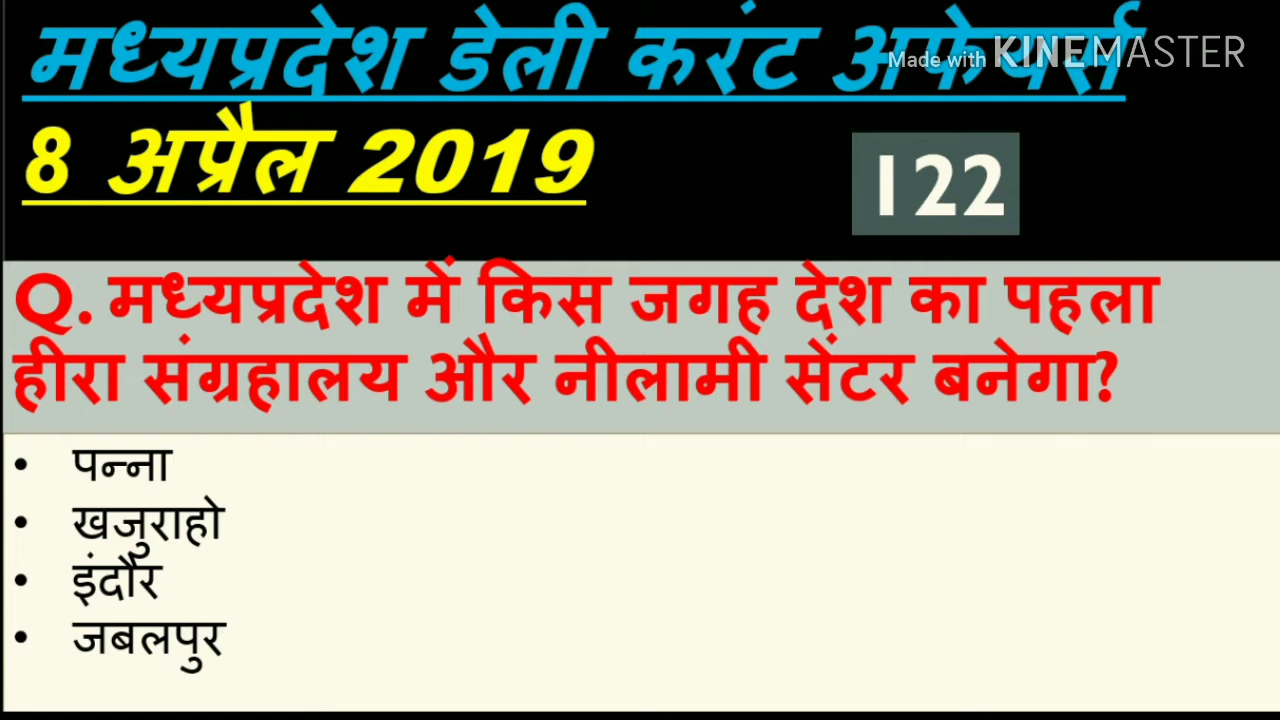 मध्यप्रदेश डेली करंट अफेयर्स
Made with KINEMASTER
8 अप्रैल 2019
122
Q. मध्यप्रदेश में किस जगह देश का पहला
हीरा संग्रहालय और नीलामी सेंटर बनेगा?
• पन्ना
• खजुराहो
• इंदौर
• जबलपुर